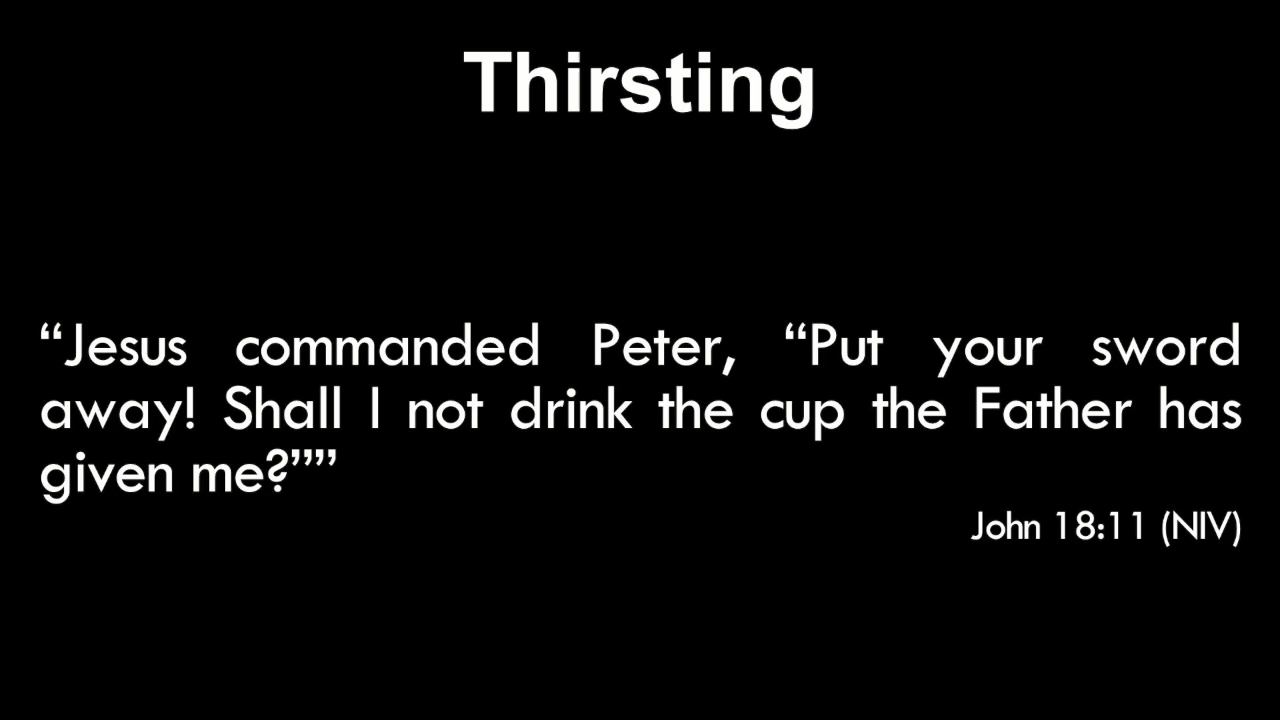 Thirsting
“Jesus commanded Peter, “Put your sword
away! Shall I not drink the cup the Father has
given me?””
John 18:11 (NIV)